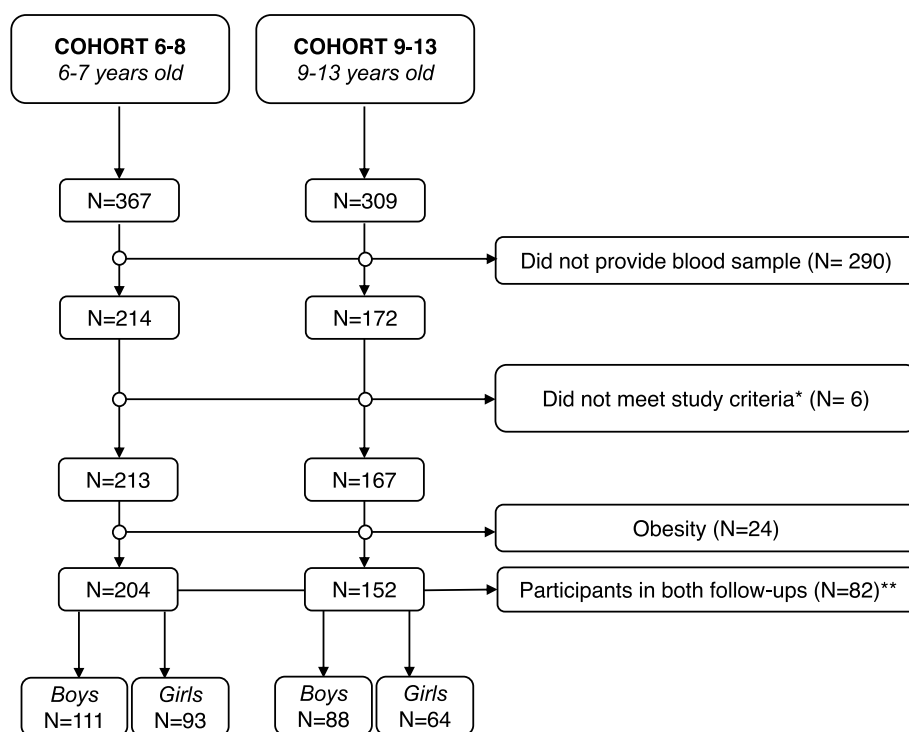 COHORT 6-8
6-7 years old
COHORT 9-13
9-13 years old
N=367
N=309
Did not provide blood sample (N= 290)
N=214
N=172
Did not meet study criteria* (N= 6)
N=213
N=167
Obesity (N=24)
N=204
N=152
Participants in both follow-ups (N=82)**
Boys
N=111
Girls
N=93
Boys
N=88
Girls
N=64